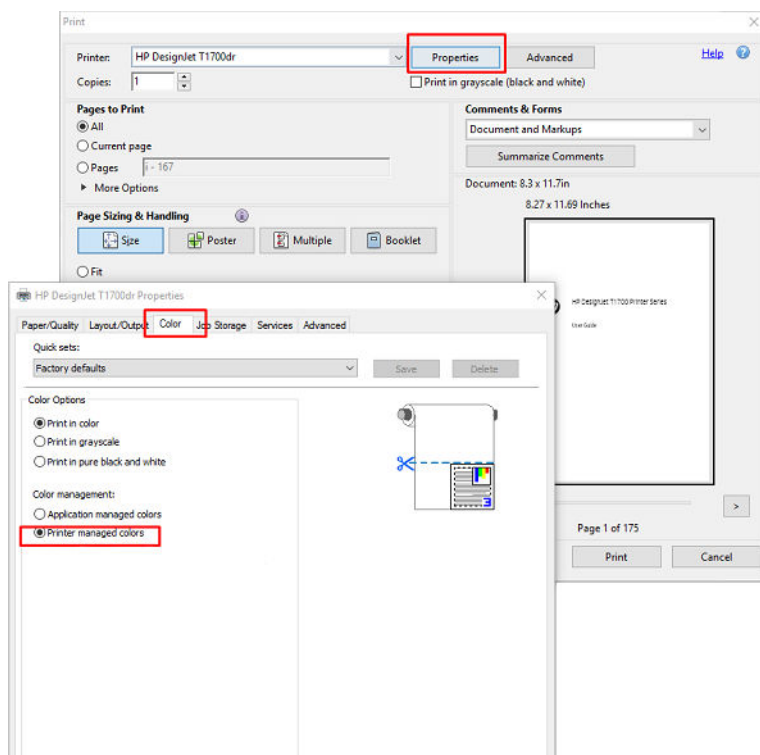 Print
Printer: HP DesignJet T1700dr Properties Advanced Help ?
Copies: 1 Print in grayscale (black and white)
Pages to Print
All
Current page
Pages i - 167
More Options
Page Sizing & Handling i
Size Poster Multiple Booklet
Fit
Comments & Forms
Document and Markups
Summarize Comments
Document: 8.3 x 11.7in
8.27 x 11.69 Inches
HP DesignJet T1700 Printer Series
User Guide
>
Page 1 of 175
Print Cancel
HP DesignJet T1700dr Properties
Paper/Quality Layout/Output Color Job Storage Services Advanced
Quick sets:
Factory defaults Save Delete
Color Options
Print in color
Print in grayscale
Print in pure black and white
Color management:
Application managed colors
Printer managed colors
3